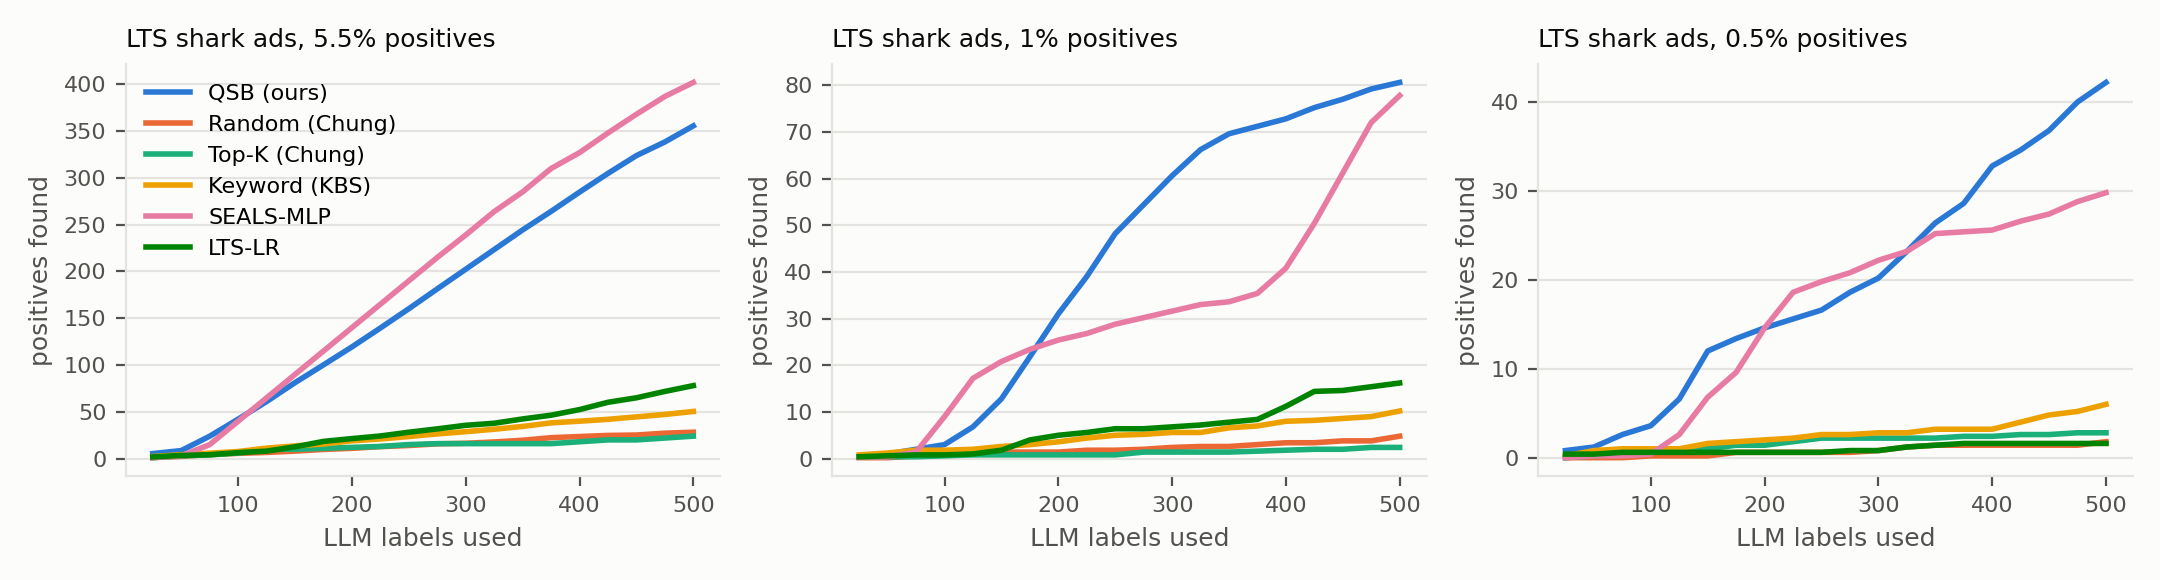 LTS shark ads, 5.5% positives
positives found
400
350
300
250
200
150
100
50
0
QSB (ours)
Random (Chung)
Top-K (Chung)
Keyword (KBS)
SEALS-MLP
LTS-LR
100 200 300 400 500
LLM labels used
LTS shark ads, 1% positives
positives found
80
70
60
50
40
30
20
10
0
100 200 300 400 500
LLM labels used
LTS shark ads, 0.5% positives
positives found
40
30
20
10
0
100 200 300 400 500
LLM labels used